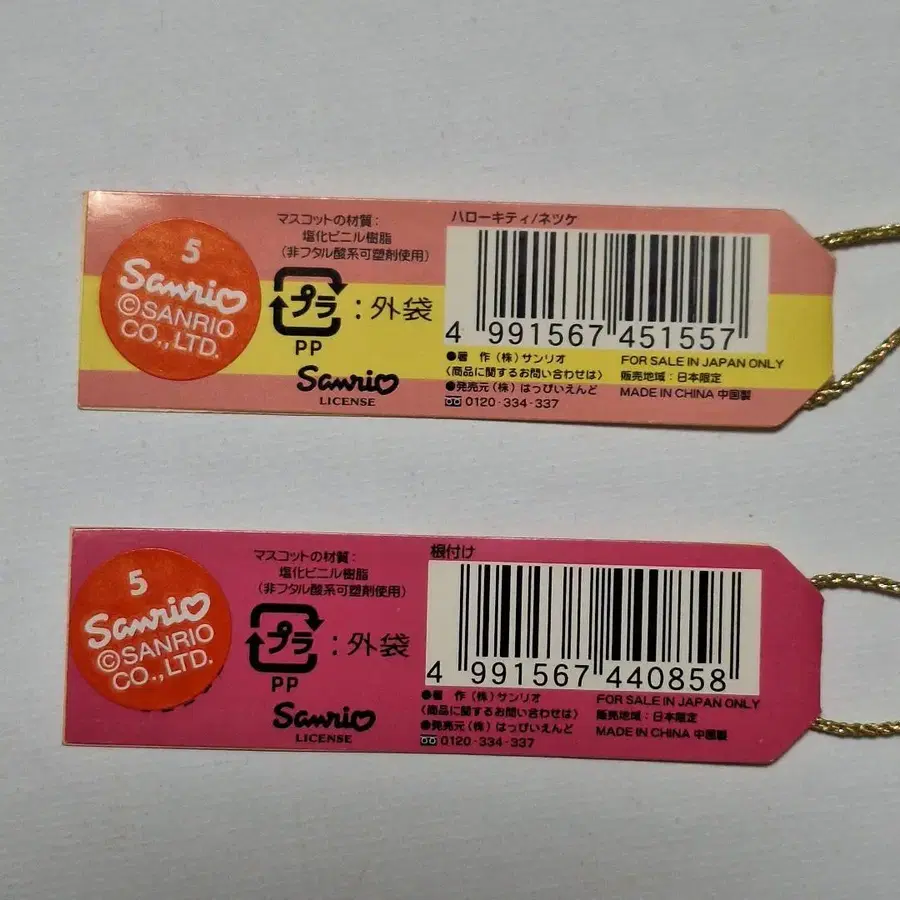 5
Sanrio
©SANRIO
CO.,LTD.
マスコットの材質:
塩化ビニル樹脂
(非フタル酸系可塑剤使用)
プラ:外袋
PP
Sanrio
LICENSE
ハローキティ/ネツケ
4 991567 451557
●著 作(株)サンリオ
〈商品に関するお問い合わせは〉
●発売元(株)はっぴいえんど
0120-334-337
FOR SALE IN JAPAN ONLY
販売地域:日本限定
MADE IN CHINA 中国製
5
Sanrio
©SANRIO
CO.,LTD.
マスコットの材質:
塩化ビニル樹脂
(非フタル酸系可塑剤使用)
プラ:外袋
PP
Sanrio
LICENSE
根付け
4 991567 440858
●著 作(株)サンリオ
〈商品に関するお問い合わせは〉
●発売元(株)はっぴいえんど
0120-334-337
FOR SALE IN JAPAN ONLY
販売地域:日本限定
MADE IN CHINA 中国製